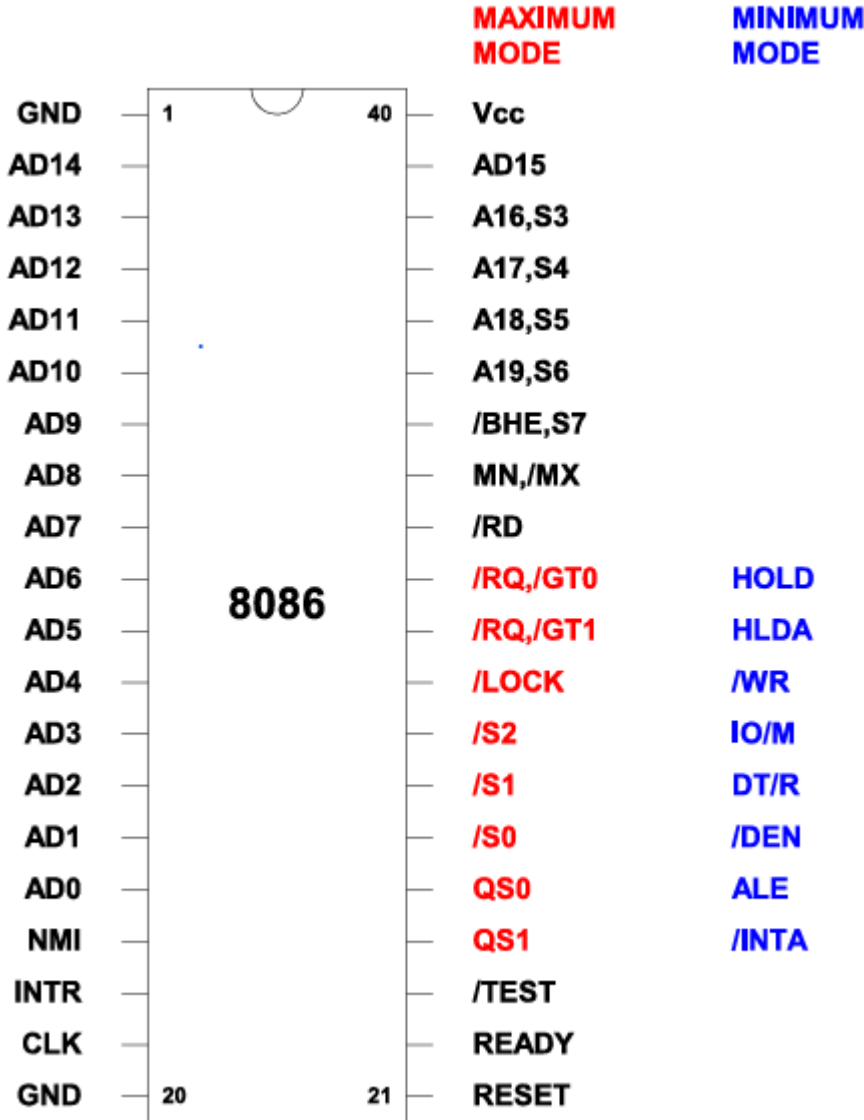 MAXIMUM MINIMUM
MODE MODE
GND 1 40 Vcc
AD14 AD15
AD13 A16,S3
AD12 A17,S4
AD11 A18,S5
AD10 A19,S6
AD9 /BHE,S7
AD8 MN,/MX
AD7 /RD
AD6 /RQ,/GT0 HOLD
8086
AD5 /RQ,/GT1 HLDA
AD4 /LOCK /WR
AD3 /S2 IO/M
AD2 /S1 DT/R
AD1 /S0 /DEN
AD0 QS0 ALE
NMI QS1 /INTA
INTR /TEST
CLK READY
GND 20 21 RESET